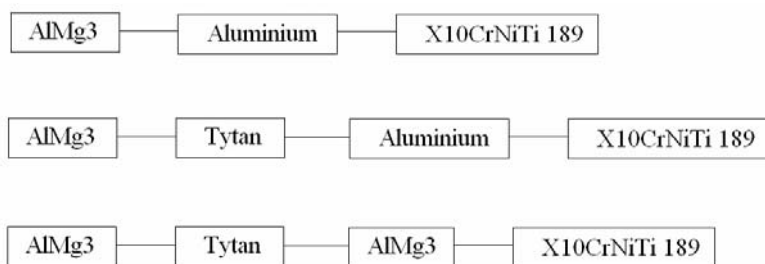 AlMg3 Aluminium X10CrNiTi 189
AlMg3 Tytan Aluminium X10CrNiTi 189
AlMg3 Tytan AlMg3 X10CrNiTi 189